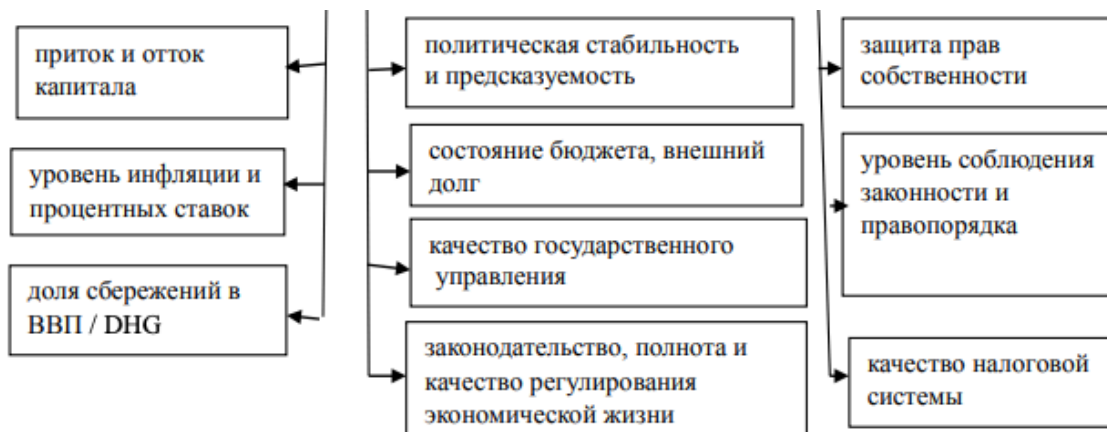 приток и отток
капитала
уровень инфляции и
процентных ставок
доля сбережений в
ВВП / DHG
политическая стабильность
и предсказуемость
состояние бюджета, внешний
долг
качество государственного
управления
законодательство, полнота и
качество регулирования
экономической жизни
защита прав
собственности
уровень соблюдения
законности и
правопорядка
качество налоговой
системы